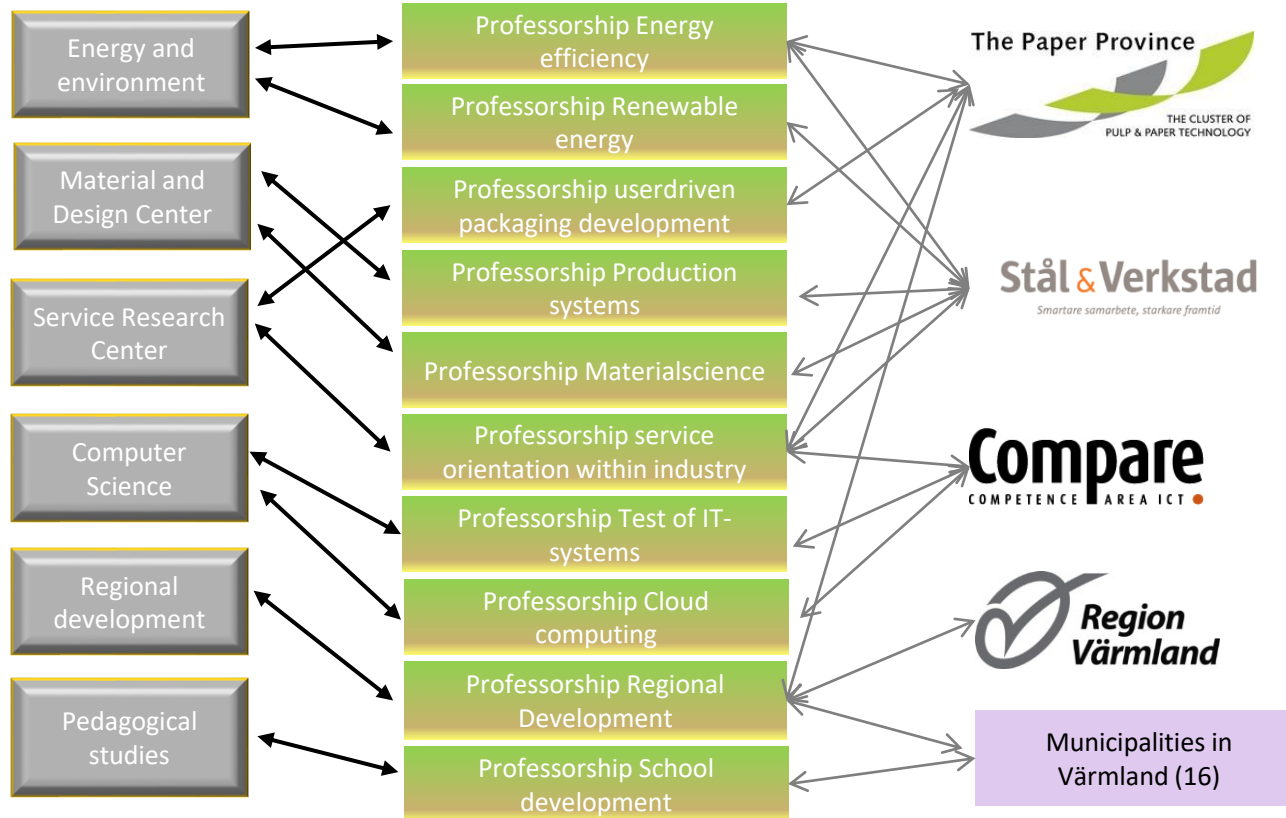 Energy and
environment
Material and
Design Center
Service Research
Center
Computer
Science
Regional
development
Pedagogical
studies
Professorship Energy
efficiency
Professorship Renewable
energy
Professorship userdriven
packaging development
Professorship Production
systems
Professorship Materialscience
Professorship service
orientation within industry
Professorship Test of IT-
systems
Professorship Cloud
computing
Professorship Regional
Development
Professorship School
development
The Paper Province
THE CLUSTER OF
PULP & PAPER TECHNOLOGY
Stål & Verkstad
Smartare samarbete, starkare framtid
Compare
COMPETENCE AREA ICT
Region
Värmland
Municipalities in
Värmland (16)